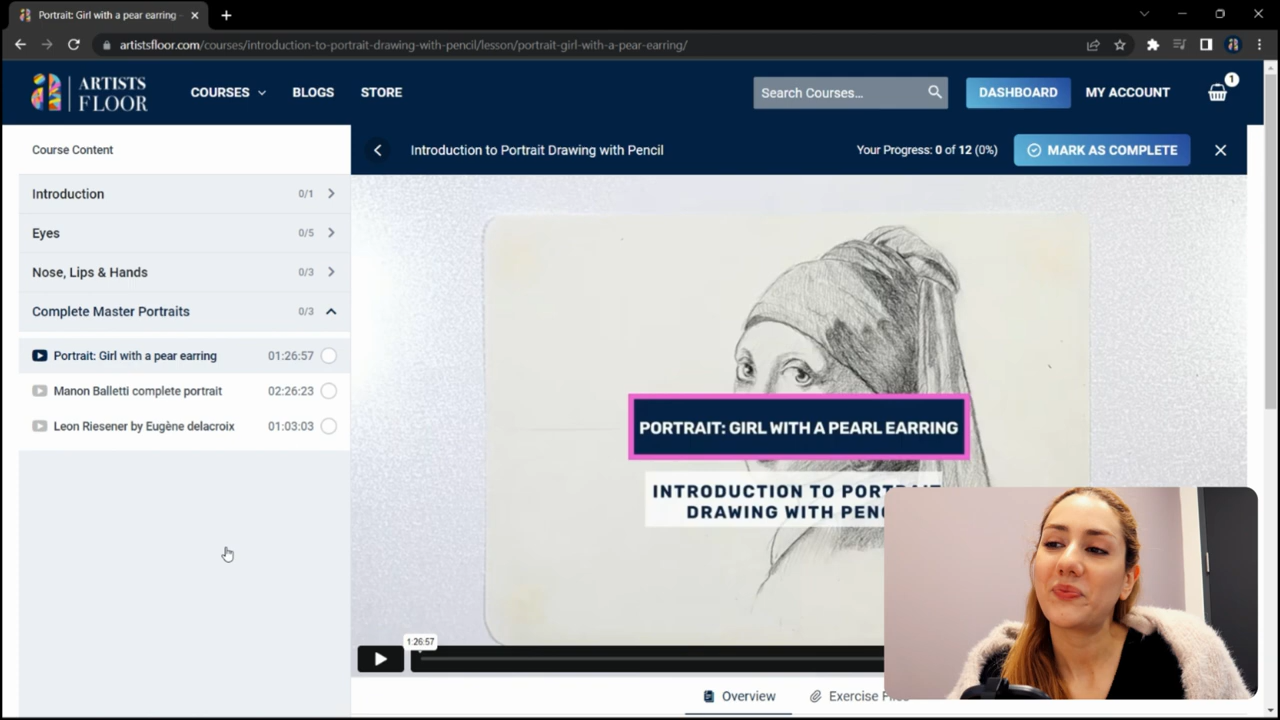 Portrait: Girl with a pear earring
artistsfloor.com/courses/introduction-to-portrait-drawing-with-pencil/lesson/portrait-girl-with-a-pear-earring/
ARTISTS
FLOOR
COURSES
BLOGS
STORE
Search Courses...
DASHBOARD
MY ACCOUNT
1
Course Content
Introduction to Portrait Drawing with Pencil
Your Progress: 0 of 12 (0%)
MARK AS COMPLETE
Introduction 0/1
Eyes 0/5
Nose, Lips & Hands 0/3
Complete Master Portraits 0/3
Portrait: Girl with a pear earring 01:26:57
Manon Balletti complete portrait 02:26:23
Leon Riesener by Eugène delacroix 01:03:03
PORTRAIT: GIRL WITH A PEARL EARRING
INTRODUCTION TO PORTRAIT
DRAWING WITH PENC
1:26:57
Overview
Exercise Files